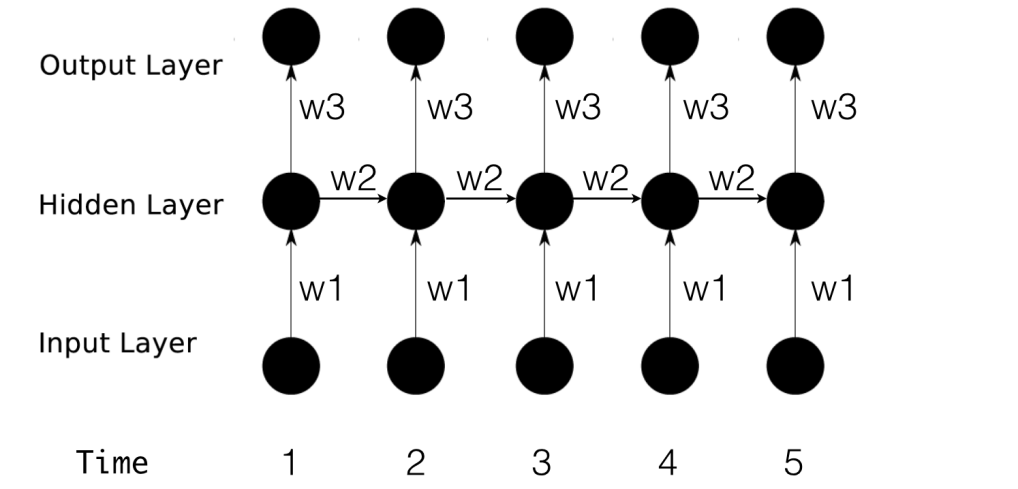 Output Layer
w3 w3 w3 w3 w3
w2 w2 w2 w2
Hidden Layer
w1 w1 w1 w1 w1
Input Layer
Time 1 2 3 4 5